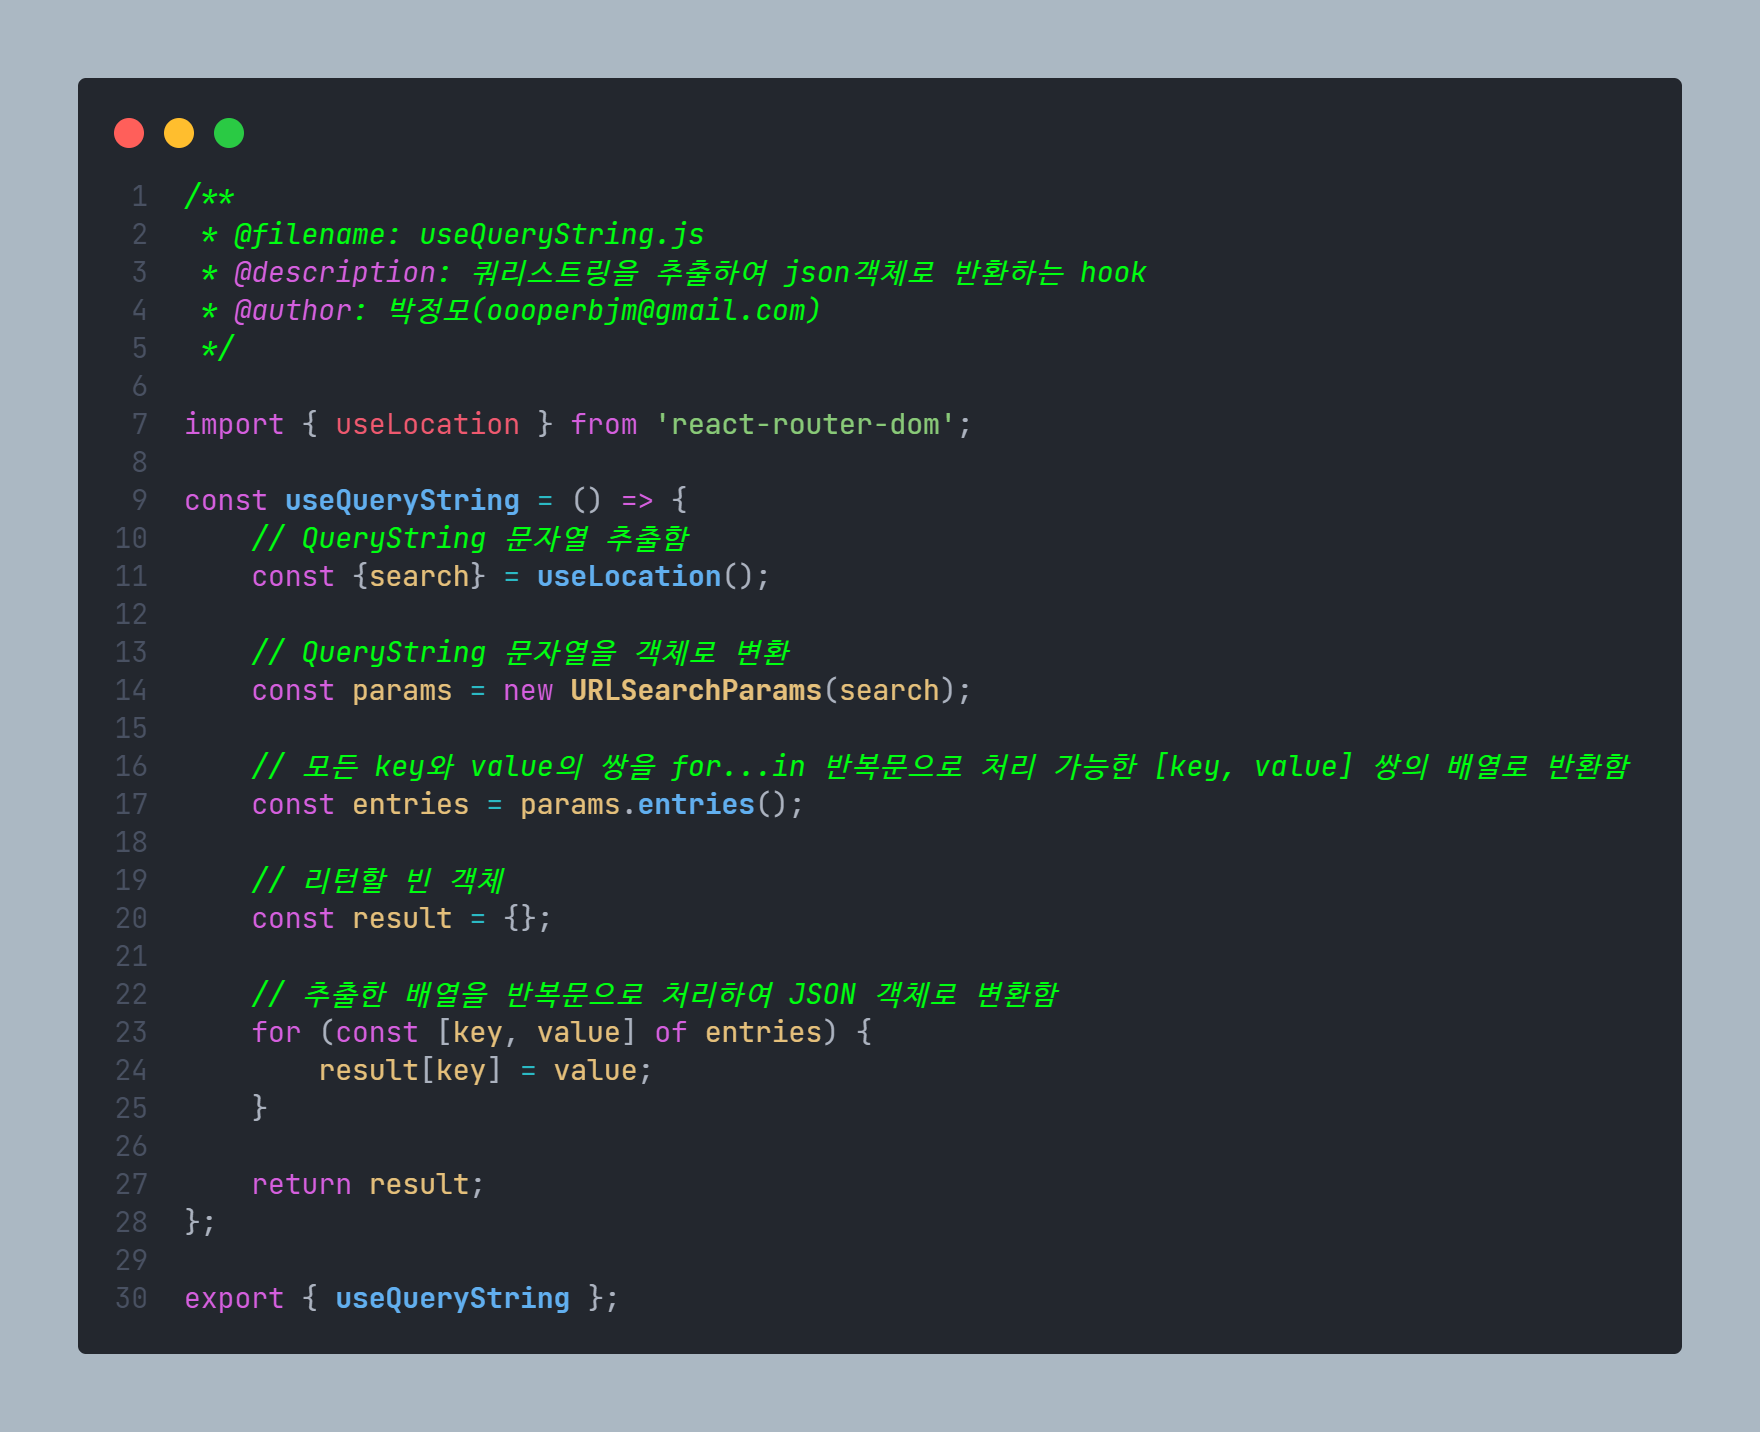 1 /**
2  * @filename: useQueryString.js
3  * @description: 쿼리스트링을 추출하여 json객체로 반환하는 hook
4  * @author: 박정모(oooperbjm@gmail.com)
5  */
6
7 import { useLocation } from 'react-router-dom';
8
9 const useQueryString = () => {
10     // QueryString 문자열 추출함
11     const {search} = useLocation();
12
13     // QueryString 문자열을 객체로 변환
14     const params = new URLSearchParams(search);
15
16     // 모든 key와 value의 쌍을 for...in 반복문으로 처리 가능한 [key, value] 쌍의 배열로 반환함
17     const entries = params.entries();
18
19     // 리턴할 빈 객체
20     const result = {};
21
22     // 추출한 배열을 반복문으로 처리하여 JSON 객체로 변환함
23     for (const [key, value] of entries) {
24         result[key] = value;
25     }
26
27     return result;
28 };
29
30 export { useQueryString };